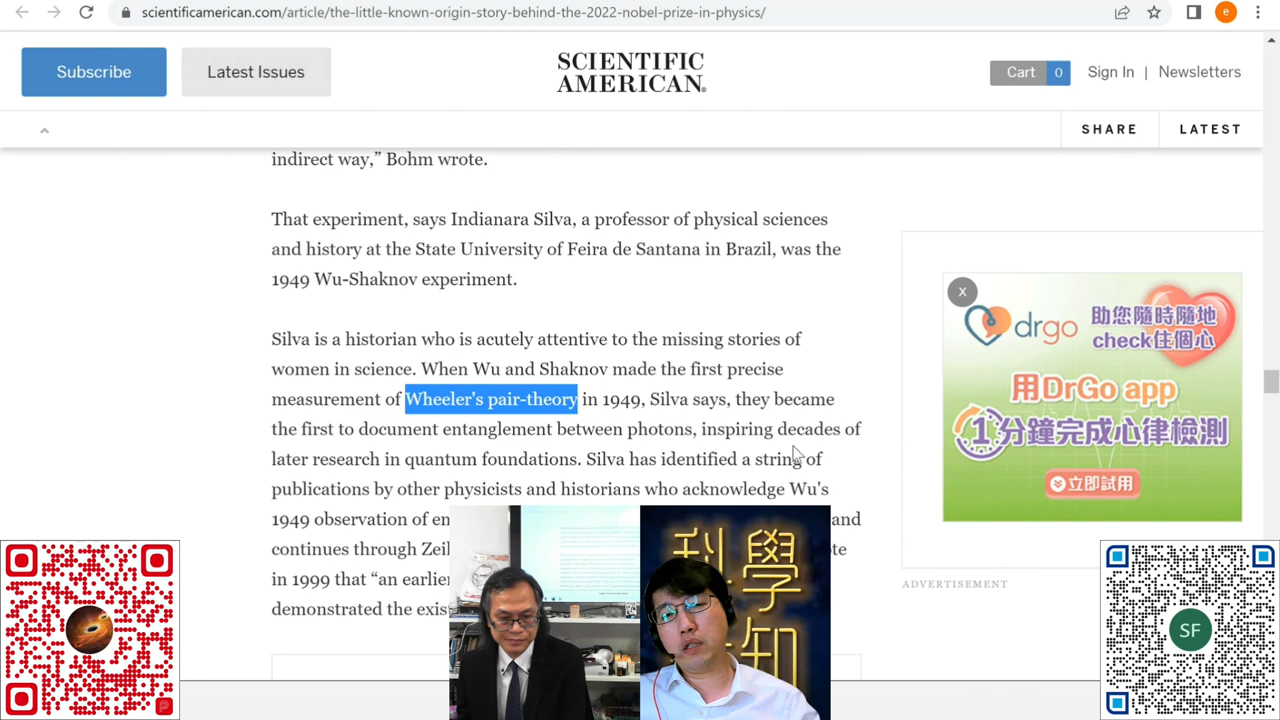 scientificamerican.com/article/the-little-known-origin-story-behind-the-2022-nobel-prize-in-physics/
e
Subscribe
Latest Issues
SCIENTIFIC
AMERICAN
Cart 0
Sign In | Newsletters
SHARE
LATEST
indirect way,” Bohm wrote.
That experiment, says Indianara Silva, a professor of physical sciences
and history at the State University of Feira de Santana in Brazil, was the
1949 Wu-Shaknov experiment.
Silva is a historian who is acutely attentive to the missing stories of
women in science. When Wu and Shaknov made the first precise
measurement of Wheeler's pair-theory in 1949, Silva says, they became
the first to document entanglement between photons, inspiring decades of
later research in quantum foundations. Silva has identified a string of
publications by other physicists and historians who acknowledge Wu's
1949 observation of en
and
continues through Zeil
te
in 1999 that “an earlie
demonstrated the exis
X
drgo
助您隨時隨地
check住個心
用DrGo app
1分鐘完成心律檢測
立即試用
ADVERTISEMENT
科學
知
SF